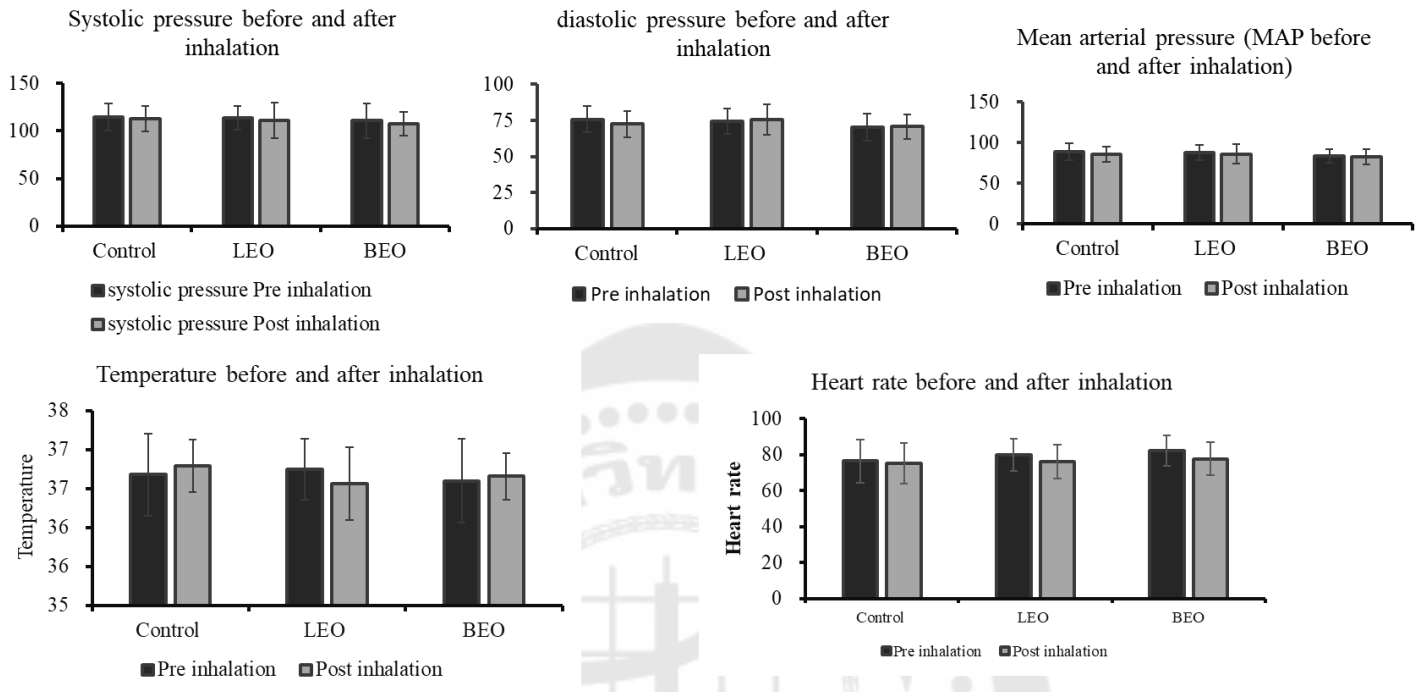 Systolic pressure before and after
inhalation
150
100
50
0
Control LEO BEO
systolic pressure Pre inhalation
systolic pressure Post inhalation
diastolic pressure before and after
inhalation
100
75
50
25
0
Control LEO BEO
Pre inhalation Post inhalation
Mean arterial pressure (MAP before
and after inhalation)
150
100
50
0
Control LEO BEO
Pre inhalation Post inhalation
Temperature before and after inhalation
Temperature
38
37
37
36
36
35
Control LEO BEO
Pre inhalation Post inhalation
Heart rate before and after inhalation
Heart rate
100
80
60
40
20
0
Control LEO BEO
Pre inhalation Post inhalation